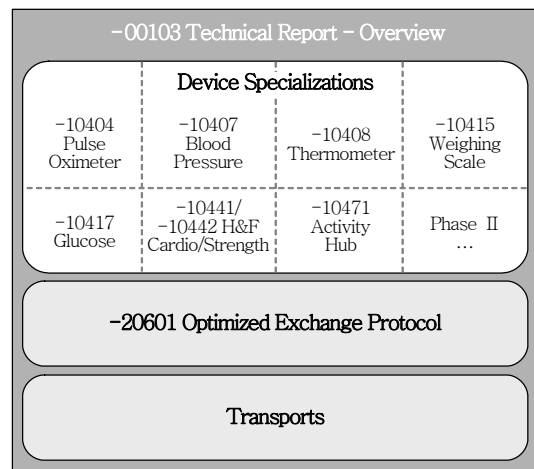 -00103 Technical Report - Overview
Device Specializations
-10404
Pulse
Oximeter
-10407
Blood
Pressure
-10408
Thermometer
-10415
Weighing
Scale
-10417
Glucose
-10441/
-10442 H&F
Cardio/Strength
-10471
Activity
Hub
Phase II
…
-20601 Optimized Exchange Protocol
Transports